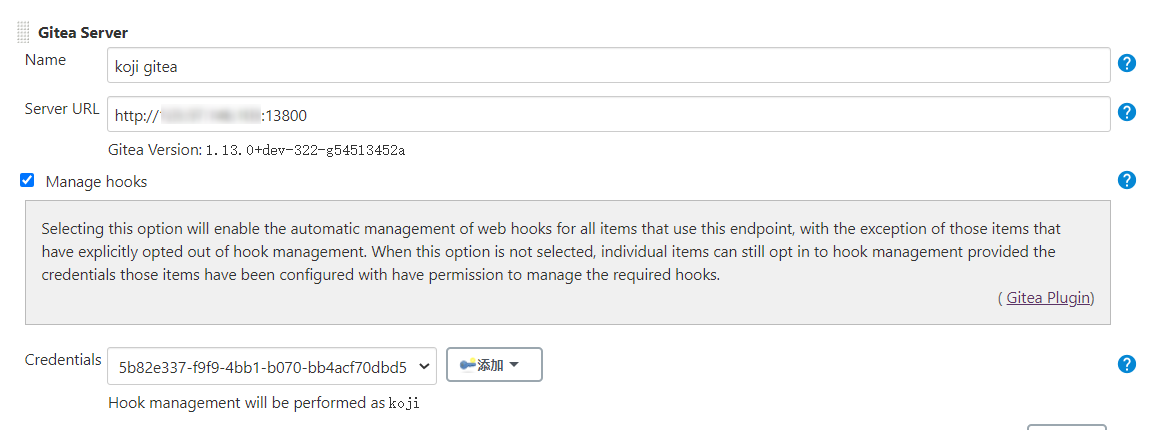 Gitea Server
Name
koji gitea
Server URL
http:// :13800
Gitea Version: 1.13.0+dev-322-g54513452a
Manage hooks
Selecting this option will enable the automatic management of web hooks for all items that use this endpoint, with the exception of those items that
have explicitly opted out of hook management. When this option is not selected, individual items can still opt in to hook management provided the
credentials those items have been configured with have permission to manage the required hooks.
( Gitea Plugin)
Credentials
5b82e337-f9f9-4bb1-b070-bb4acf70dbd5
添加
Hook management will be performed as koji